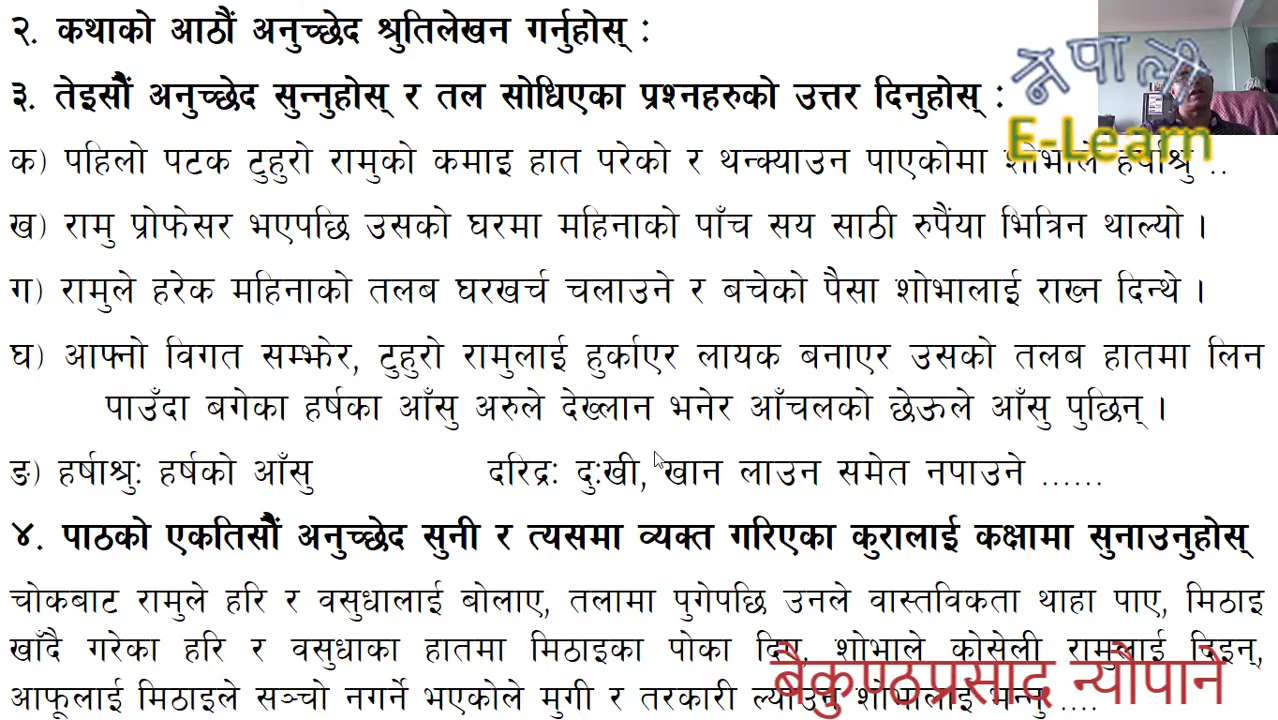 २. कथाको आठौं अनुच्छेद श्रुतिलेखन गर्नुहोस् :
३. तेइसौं अनुच्छेद सुन्नुहोस् र तल सोधिएका प्रश्नहरुको उत्तर दिनुहोस् :
नेपाली
E-Learn
क) पहिलो पटक टुहुरो रामुको कमाइ हात परेको र थन्क्याउन पाएकोमा शोभाले हर्षाश्रु ..
ख) रामु प्रोफेसर भएपछि उसको घरमा महिनाको पाँच सय साठी रुपैंया भित्रिन थाल्यो ।
ग) रामुले हरेक महिनाको तलब घरखर्च चलाउने र बचेको पैसा शोभालाई राख्न दिन्थे ।
घ) आफ्नो विगत सम्झेर, टुहुरो रामुलाई हुर्काएर लायक बनाएर उसको तलब हातमा लिन
पाउँदा बगेका हर्षका आँसु अरुले देख्लान भनेर आँचलको छेऊले आँसु पुछिन् ।
ङ) हर्षाश्रुः हर्षको आँसु दरिद्रः दुःखी, खान लाउन समेत नपाउने ......
४. पाठको एकतिसौं अनुच्छेद सुनी र त्यसमा व्यक्त गरिएका कुरालाई कक्षामा सुनाउनुहोस्
चोकबाट रामुले हरि र वसुधालाई बोलाए, तलामा पुगेपछि उनले वास्तविकता थाहा पाए, मिठाइ
खाँदै गरेका हरि र वसुधाका हातमा मिठाइका पोका दिए, शोभाले कोसेली रामुलाई दिइन्,
आफूलाई मिठाइले सञ्चो नगर्ने भएकोले मुगी र तरकारी ल्याउन शोभालाई भन्नु ....
बैकुण्ठप्रसाद न्यौपाने